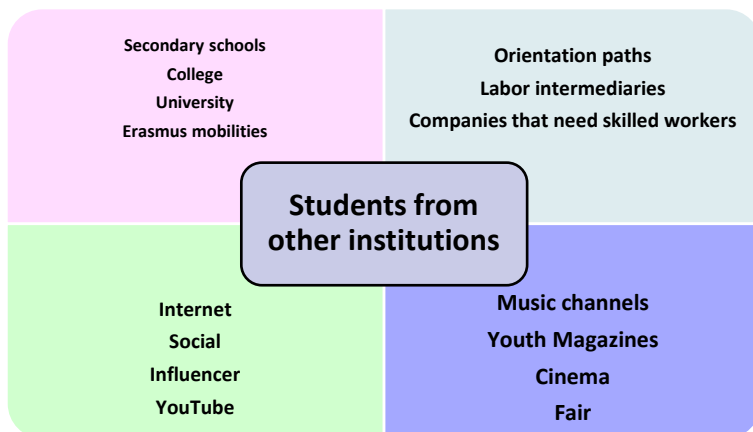 Secondary schools
College
University
Erasmus mobilities
Orientation paths
Labor intermediaries
Companies that need skilled workers
Students from
other institutions
Internet
Social
Influencer
YouTube
Music channels
Youth Magazines
Cinema
Fair